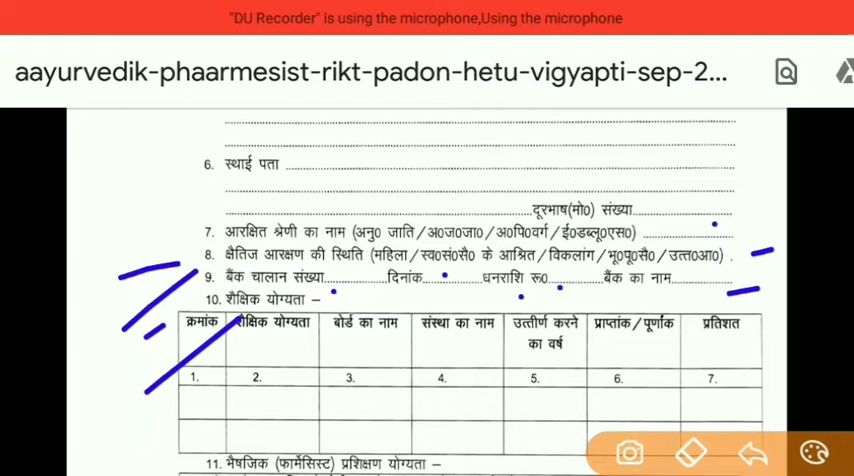 "DU Recorder" is using the microphone,Using the microphone
aayurvedik-phaarmesist-rikt-padon-hetu-vigyapti-sep-2...
6. स्थाई पता
दूरभाष(मो0) संख्या
7. आरक्षित श्रेणी का नाम (अनु0 जाति/अ0ज0जा0/अ0पि0वर्ग/ई0डब्लू0एस0)
8. क्षैतिज आरक्षण की स्थिति (महिला/स्व0सं0सै0 के आश्रित/विकलांग/भू0पू0सै0/उत्त0आ0) .
9. बैंक चालान संख्या दिनांक धनराशि रू0 बैंक का नाम
10. शैक्षिक योग्यता –
क्रमांक शैक्षिक योग्यता बोर्ड का नाम संस्था का नाम उत्तीर्ण करने का वर्ष प्राप्तांक/पूर्णांक प्रतिशत
1. 2. 3. 4. 5. 6. 7.
11. भैषजिक (फार्मेसिस्ट) प्रशिक्षण योग्यता –